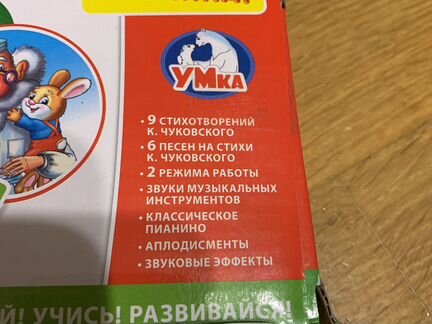 УМка
• 9 СТИХОТВОРЕНИЙ
К. ЧУКОВСКОГО
• 6 ПЕСЕН НА СТИХИ
К. ЧУКОВСКОГО
• 2 РЕЖИМА РАБОТЫ
• ЗВУКИ МУЗЫКАЛЬНЫХ
ИНСТРУМЕНТОВ
• КЛАССИЧЕСКОЕ
ПИАНИНО
• АПЛОДИСМЕНТЫ
• ЗВУКОВЫЕ ЭФФЕКТЫ
Й! УЧИСЬ! РАЗВИВАЙСЯ!